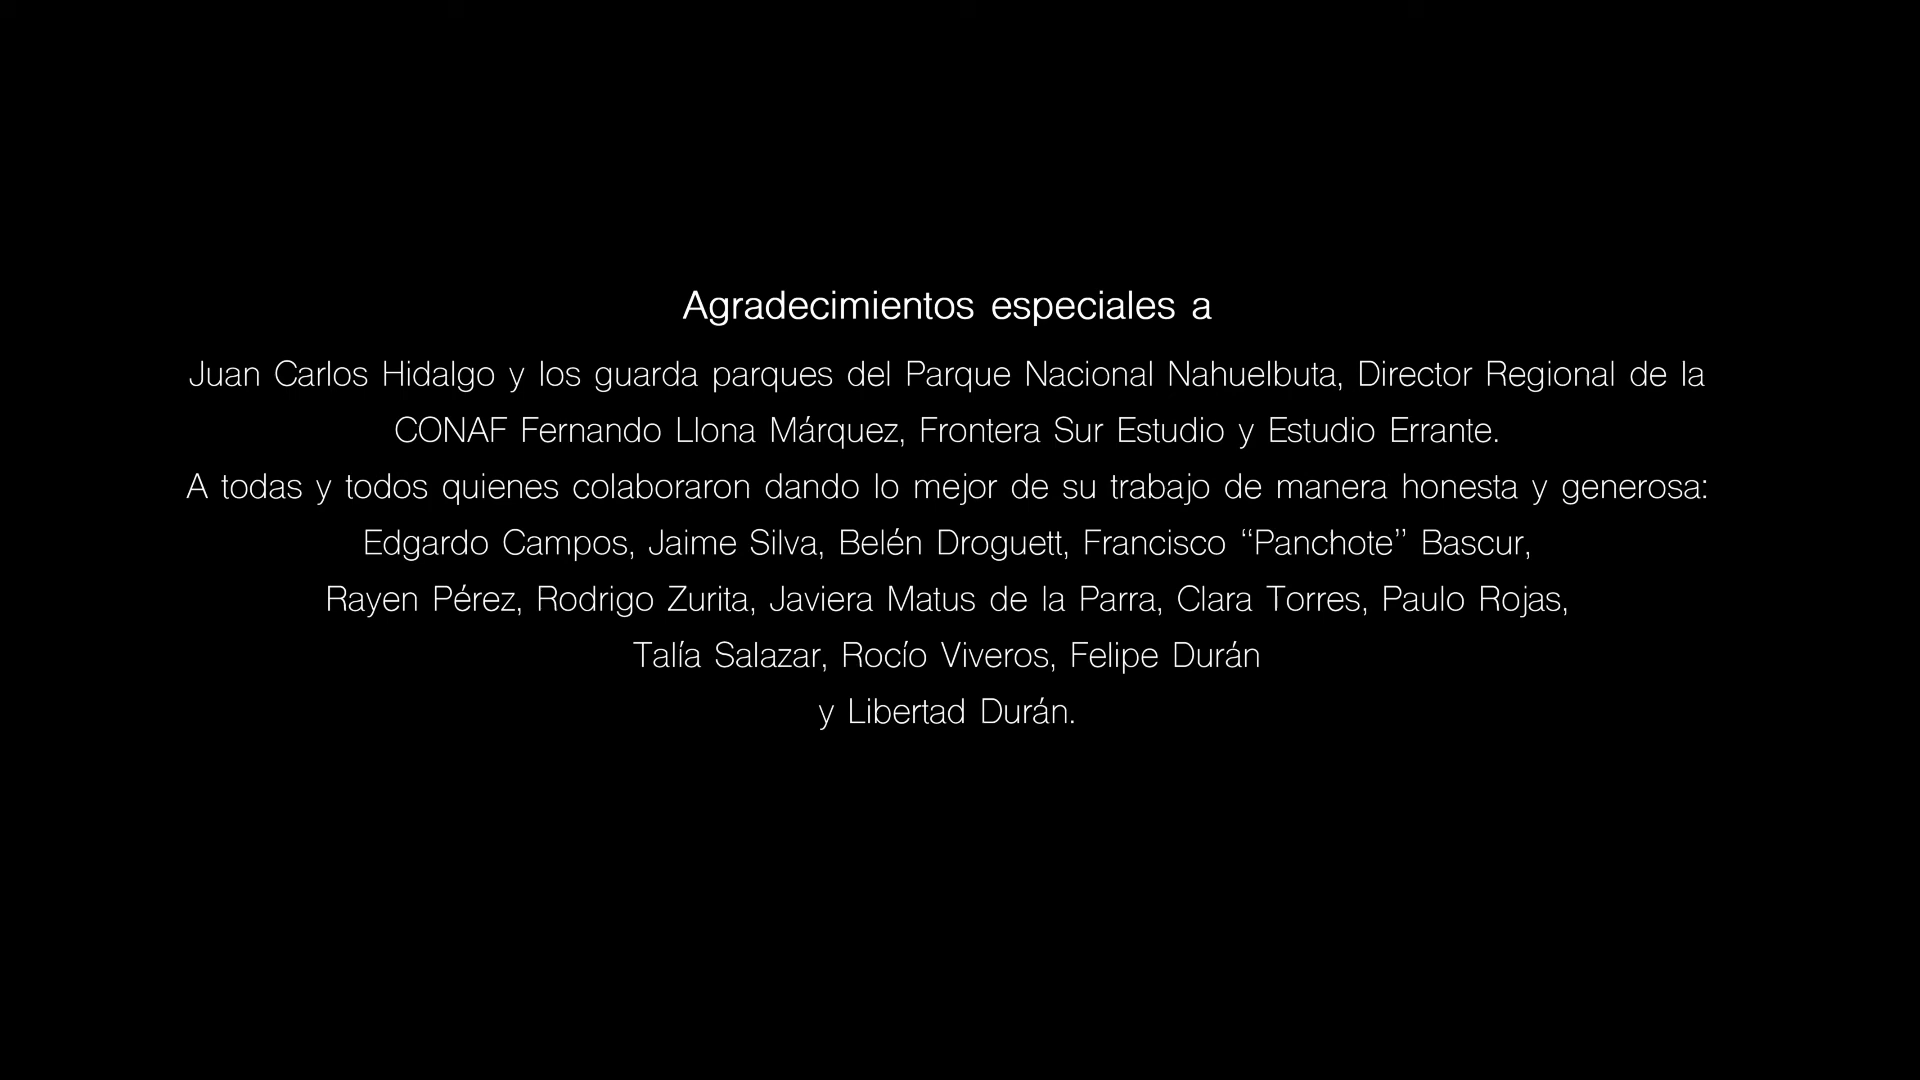 Agradecimientos especiales a
Juan Carlos Hidalgo y los guarda parques del Parque Nacional Nahuelbuta, Director Regional de la
CONAF Fernando Llona Márquez, Frontera Sur Estudio y Estudio Errante.
A todas y todos quienes colaboraron dando lo mejor de su trabajo de manera honesta y generosa:
Edgardo Campos, Jaime Silva, Belén Droguett, Francisco “Panchote” Bascur,
Rayen Pérez, Rodrigo Zurita, Javiera Matus de la Parra, Clara Torres, Paulo Rojas,
Talía Salazar, Rocío Viveros, Felipe Durán
y Libertad Durán.